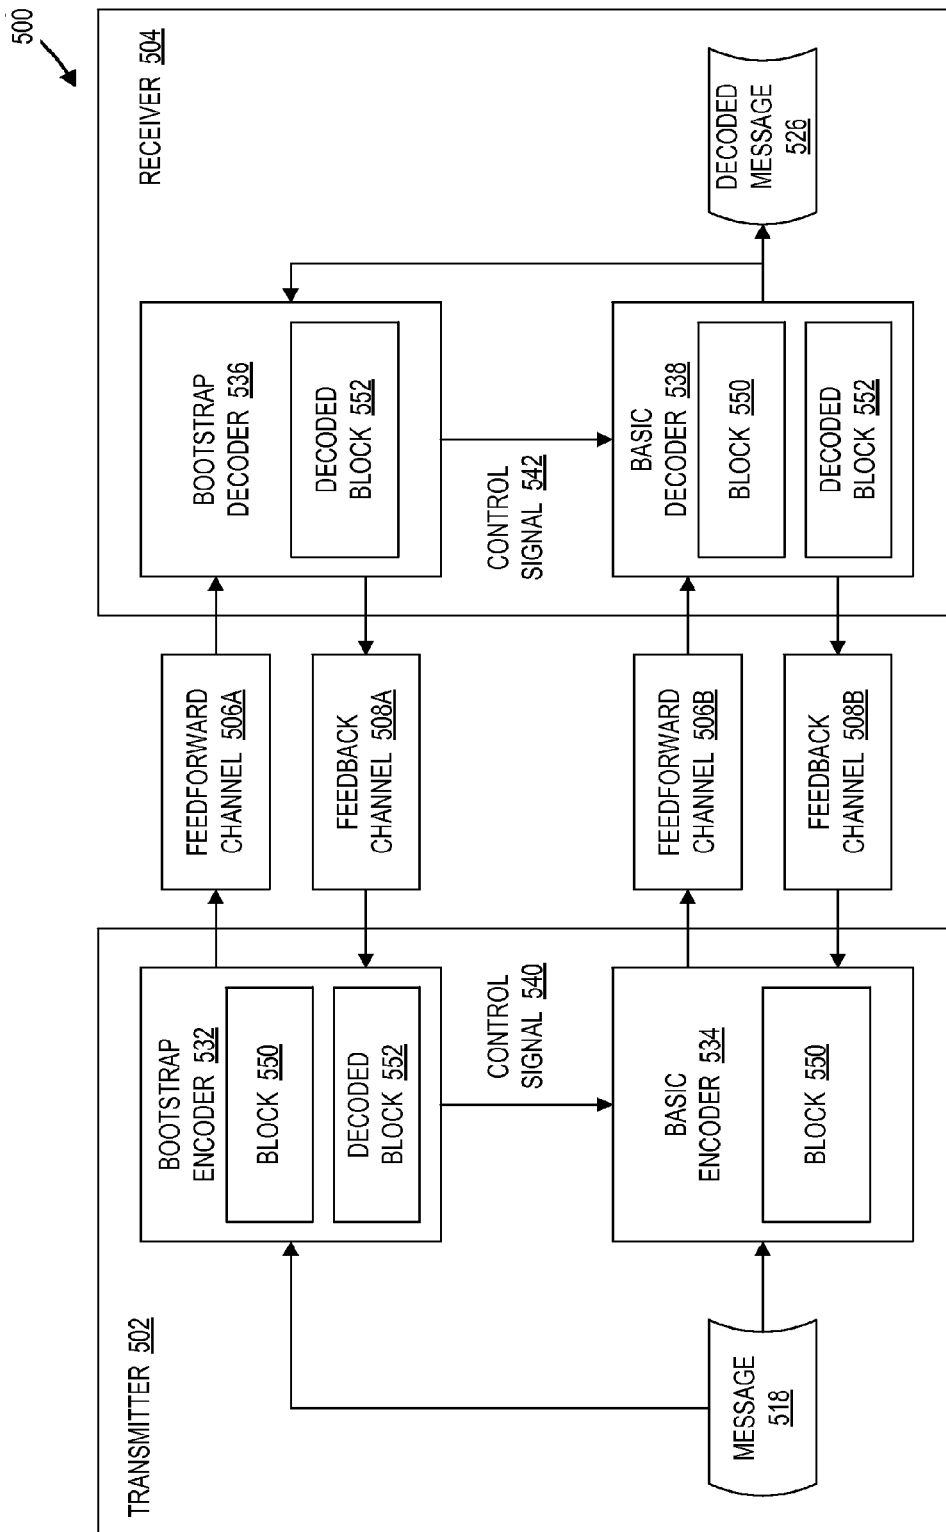 500
TRANSMITTER 502
BOOTSTRAP
ENCODER 532
BLOCK 550
DECODED
BLOCK 552
CONTROL
SIGNAL 540
MESSAGE
518
BASIC
ENCODER 534
BLOCK 550
FEEDFORWARD
CHANNEL 506A
FEEDBACK
CHANNEL 508A
FEEDFORWARD
CHANNEL 506B
FEEDBACK
CHANNEL 508B
RECEIVER 504
BOOTSTRAP
DECODER 536
DECODED
BLOCK 552
CONTROL
SIGNAL 542
BASIC
DECODER 538
BLOCK 550
DECODED
BLOCK 552
DECODED
MESSAGE
526